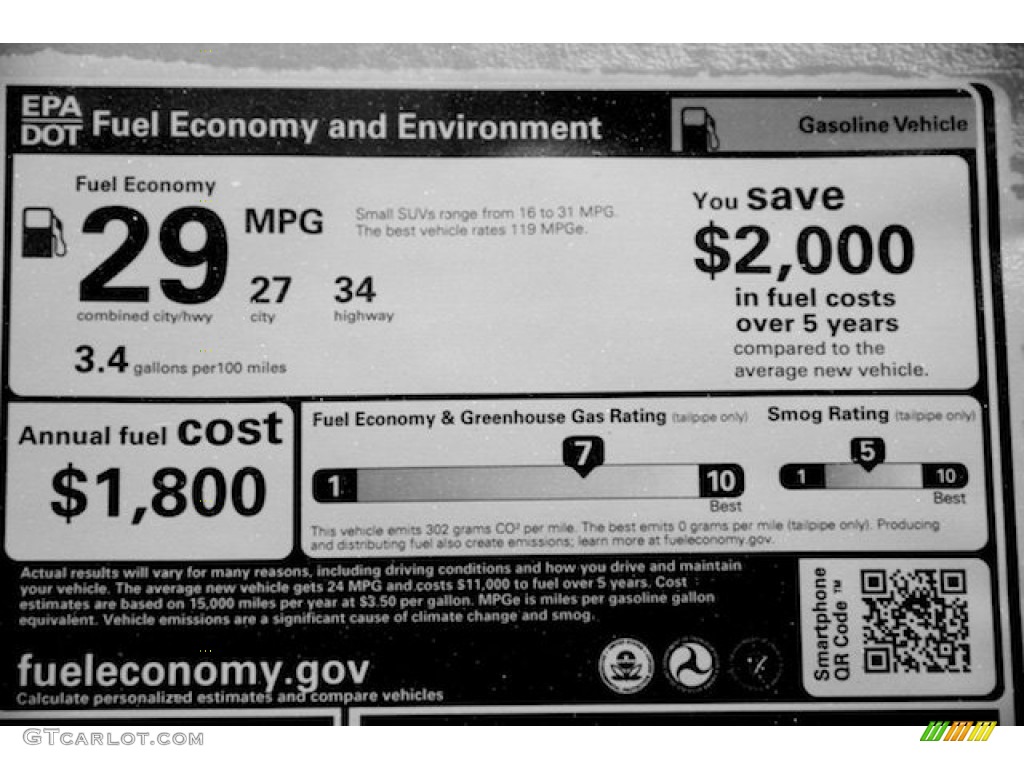 EPA
DOT
Fuel Economy and Environment
Gasoline Vehicle
Fuel Economy
29 MPG
combined city/hwy
27
city
34
highway
3.4 gallons per100 miles
Small SUVs range from 16 to 31 MPG.
The best vehicle rates 119 MPGe.
You save
$2,000
in fuel costs
over 5 years
compared to the
average new vehicle.
Annual fuel cost
$1,800
Fuel Economy & Greenhouse Gas Rating (tailpipe only)
1 7 10
Best
Smog Rating (tailpipe only)
1 5 10
Best
This vehicle emits 302 grams CO² per mile. The best emits 0 grams per mile (tailpipe only). Producing
and distributing fuel also create emissions; learn more at fueleconomy.gov.
Actual results will vary for many reasons, including driving conditions and how you drive and maintain
your vehicle. The average new vehicle gets 24 MPG and costs $11,000 to fuel over 5 years. Cost
estimates are based on 15,000 miles per year at $3.50 per gallon. MPGe is miles per gasoline gallon
equivalent. Vehicle emissions are a significant cause of climate change and smog.
fueleconomy.gov
Calculate personalized estimates and compare vehicles
Smartphone
QR Code ™
GTcarlot.com